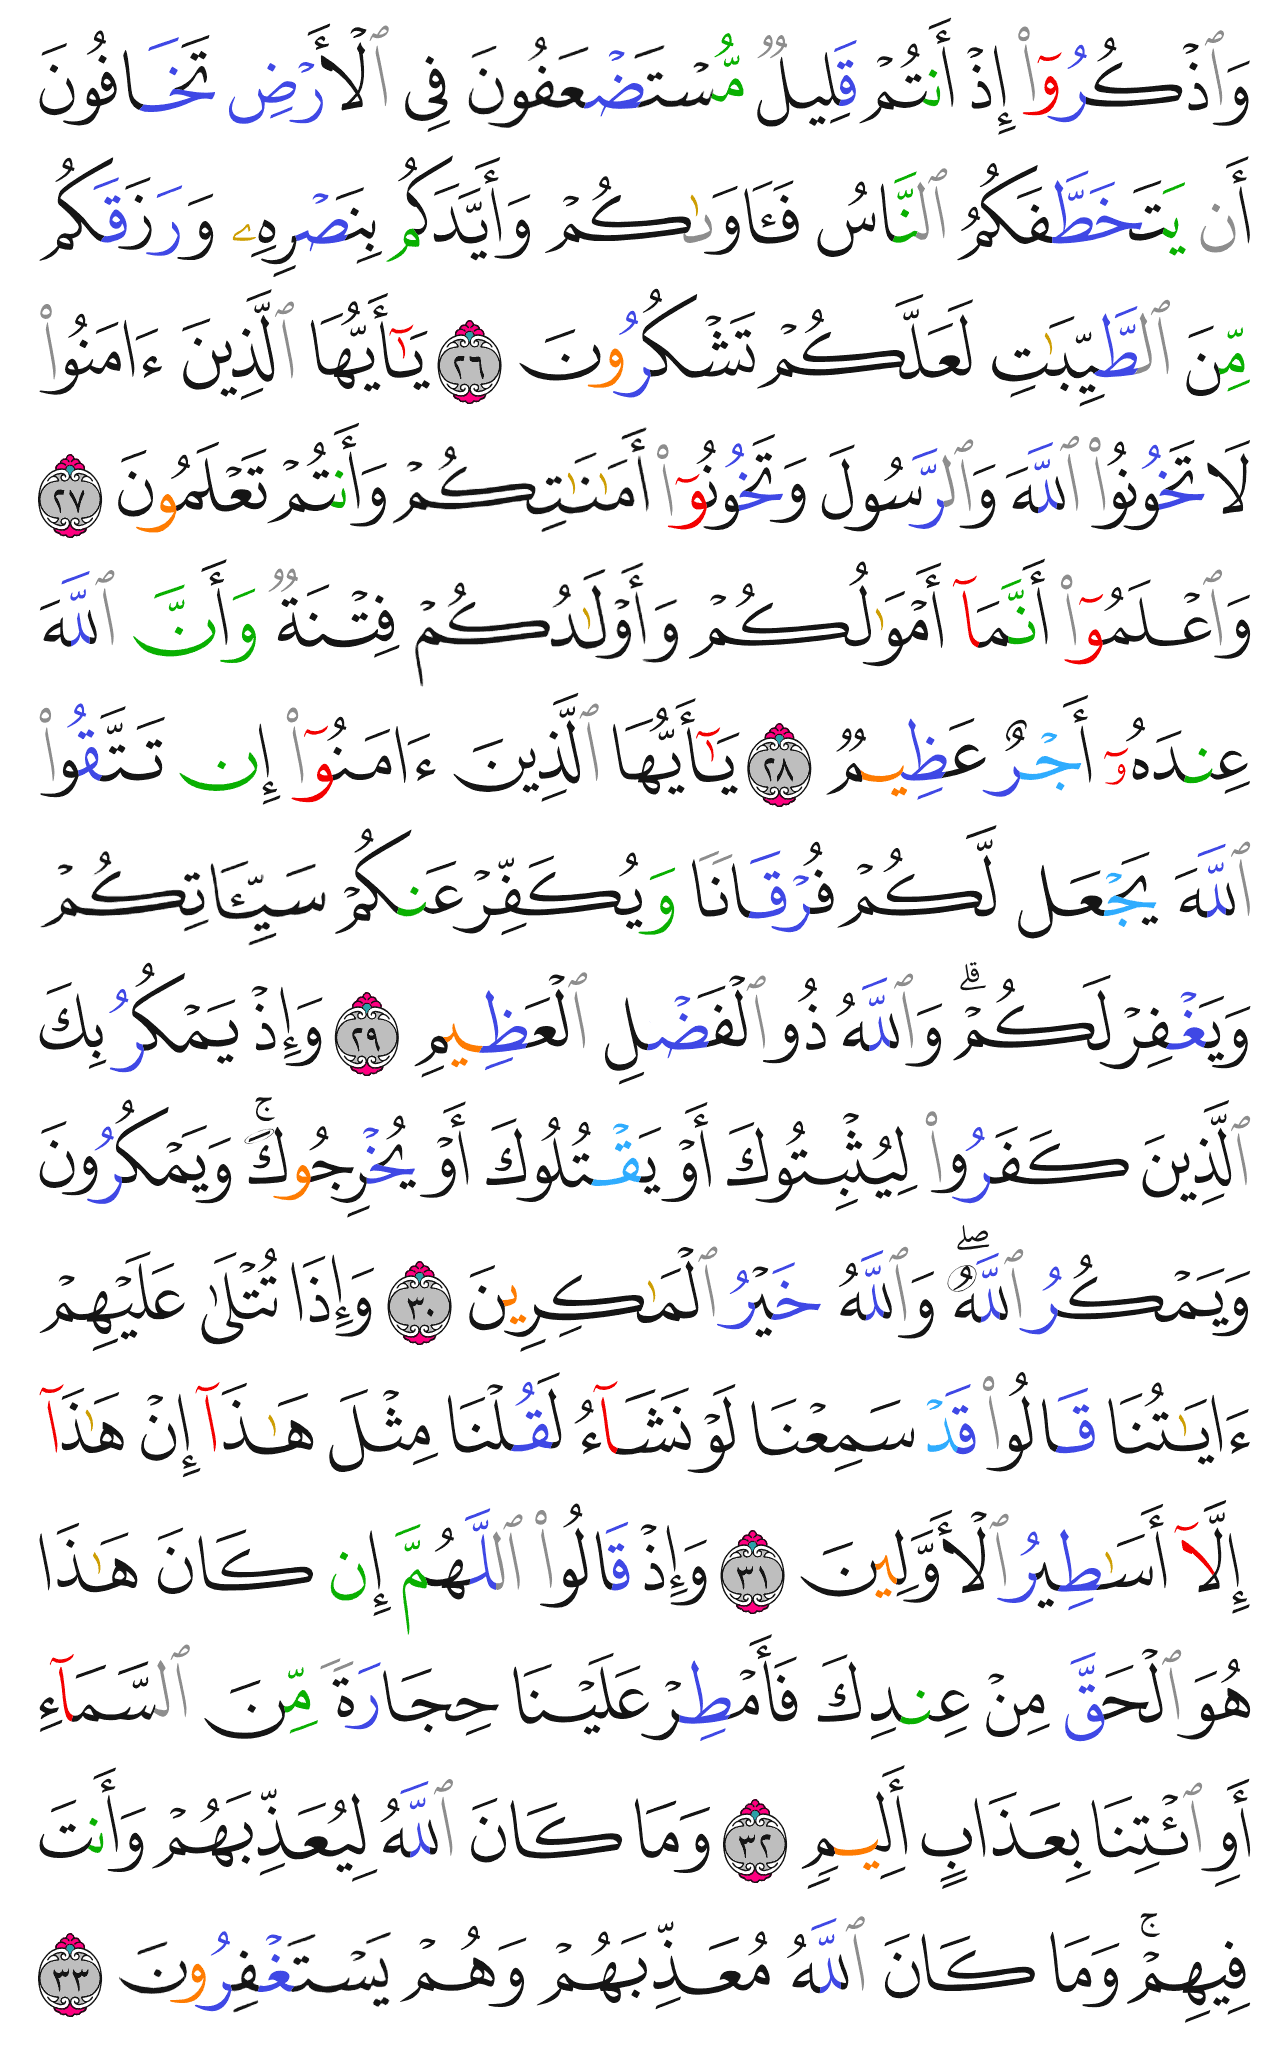 وَٱذْكُرُوٓا۟ إِذْ أَنتُمْ قَلِيلٌ مُّسْتَضْعَفُونَ فِى ٱلْأَرْضِ تَخَافُونَ
أَن يَتَخَطَّفَكُمُ ٱلنَّاسُ فَـَٔاوَىٰكُمْ وَأَيَّدَكُم بِنَصْرِهِۦ وَرَزَقَكُم
مِّنَ ٱلطَّيِّبَـٰتِ لَعَلَّكُمْ تَشْكُرُونَ ٢٦ يَـٰٓأَيُّهَا ٱلَّذِينَ ءَامَنُوا۟
لَا تَخُونُوا۟ ٱللَّهَ وَٱلرَّسُولَ وَتَخُونُوٓا۟ أَمَـٰنَـٰتِكُمْ وَأَنتُمْ تَعْلَمُونَ ٢٧
وَٱعْلَمُوٓا۟ أَنَّمَآ أَمْوَٰلُكُمْ وَأَوْلَـٰدُكُمْ فِتْنَةٌ وَأَنَّ ٱللَّهَ
عِندَهُۥٓ أَجْرٌ عَظِيمٌ ٢٨ يَـٰٓأَيُّهَا ٱلَّذِينَ ءَامَنُوٓا۟ إِن تَتَّقُوا۟
ٱللَّهَ يَجْعَل لَّكُمْ فُرْقَانًا وَيُكَفِّرْ عَنكُمْ سَيِّـَٔاتِكُمْ
وَيَغْفِرْ لَكُمْ ۗ وَٱللَّهُ ذُو ٱلْفَضْلِ ٱلْعَظِيمِ ٢٩ وَإِذْ يَمْكُرُ بِكَ
ٱلَّذِينَ كَفَرُوا۟ لِيُثْبِتُوكَ أَوْ يَقْتُلُوكَ أَوْ يُخْرِجُوكَ ۚ وَيَمْكُرُونَ
وَيَمْكُرُ ٱللَّهُ ۖ وَٱللَّهُ خَيْرُ ٱلْمَـٰكِرِينَ ٣٠ وَإِذَا تُتْلَىٰ عَلَيْهِمْ
ءَايَـٰتُنَا قَالُوا۟ قَدْ سَمِعْنَا لَوْ نَشَآءُ لَقُلْنَا مِثْلَ هَـٰذَآ إِنْ هَـٰذَآ
إِلَّآ أَسَـٰطِيرُ ٱلْأَوَّلِينَ ٣١ وَإِذْ قَالُوا۟ ٱللَّهُمَّ إِن كَانَ هَـٰذَا
هُوَ ٱلْحَقَّ مِنْ عِندِكَ فَأَمْطِرْ عَلَيْنَا حِجَارَةً مِّنَ ٱلسَّمَآءِ
أَوِ ٱئْتِنَا بِعَذَابٍ أَلِيمٍ ٣٢ وَمَا كَانَ ٱللَّهُ لِيُعَذِّبَهُمْ وَأَنتَ
فِيهِمْ ۚ وَمَا كَانَ ٱللَّهُ مُعَذِّبَهُمْ وَهُمْ يَسْتَغْفِرُونَ ٣٣